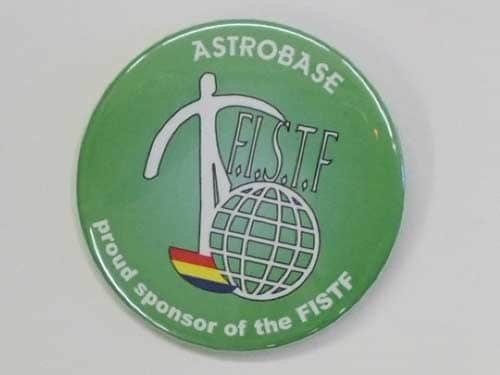 ASTROBASE
F.I.S.T.F
proud sponsor of the FISTF